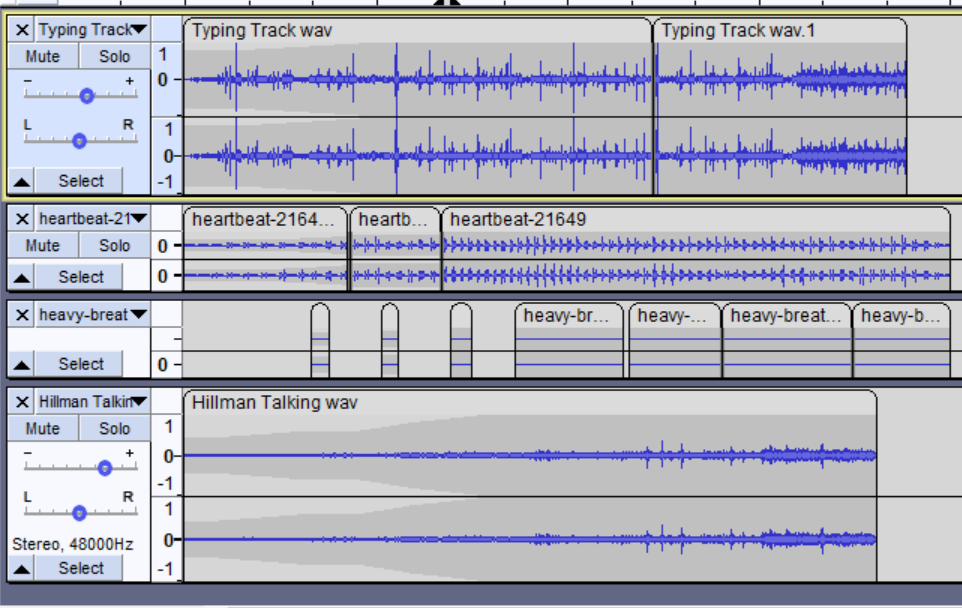 Typing Track
Typing Track wav
Typing Track wav.1
Mute
Solo
- +
L R
Select
1
0
1
0
-1
heartbeat-21
heartbeat-2164...
heartb...
heartbeat-21649
Mute
Solo
Select
0
0
heavy-breat
heavy-br...
heavy-...
heavy-breat...
heavy-b...
Select
0
Hillman Talkin
Hillman Talking wav
Mute
Solo
- +
L R
Stereo, 48000Hz
Select
1
0
-1
1
0
-1